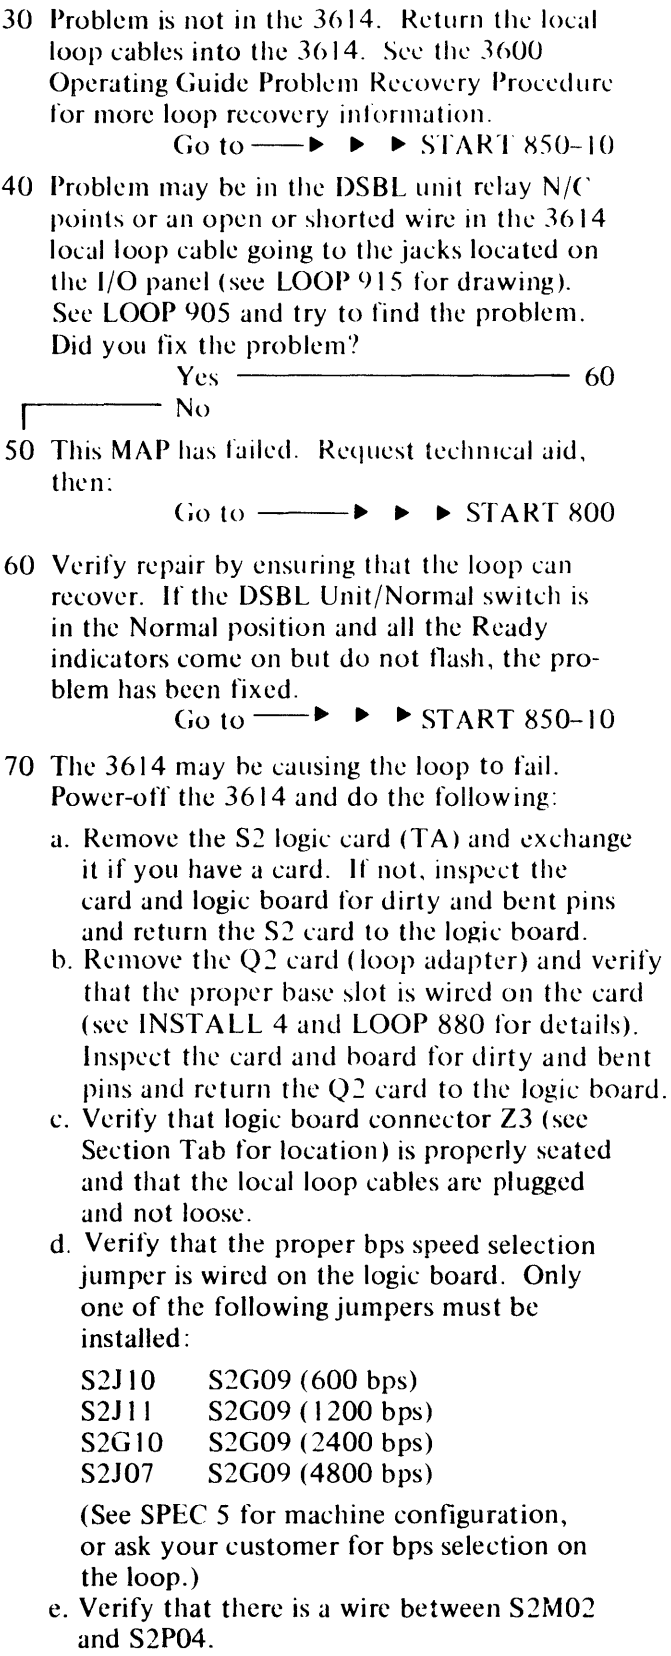 30 Problem is not in the 3614. Return the local
loop cables into the 3614. See the 3600
Operating Guide Problem Recovery Procedure
for more loop recovery information.
Go to ——▶ ▶ ▶ START 850–10
40 Problem may be in the DSBL unit relay N/C
points or an open or shorted wire in the 3614
local loop cable going to the jacks located on
the I/O panel (see LOOP 915 for drawing).
See LOOP 905 and try to find the problem.
Did you fix the problem?
Yes —————— 60
No
50 This MAP has failed. Request technical aid,
then:
Go to ——▶ ▶ ▶ START 800
60 Verify repair by ensuring that the loop can
recover. If the DSBL Unit/Normal switch is
in the Normal position and all the Ready
indicators come on but do not flash, the pro-
blem has been fixed.
Go to ——▶ ▶ ▶ START 850–10
70 The 3614 may be causing the loop to fail.
Power-off the 3614 and do the following:
a. Remove the S2 logic card (TA) and exchange
it if you have a card. If not, inspect the
card and logic board for dirty and bent pins
and return the S2 card to the logic board.
b. Remove the Q2 card (loop adapter) and verify
that the proper base slot is wired on the card
(see INSTALL 4 and LOOP 880 for details).
Inspect the card and board for dirty and bent
pins and return the Q2 card to the logic board.
c. Verify that logic board connector Z3 (see
Section Tab for location) is properly seated
and that the local loop cables are plugged
and not loose.
d. Verify that the proper bps speed selection
jumper is wired on the logic board. Only
one of the following jumpers must be
installed:
S2J10 S2G09 (600 bps)
S2J11 S2G09 (1200 bps)
S2G10 S2G09 (2400 bps)
S2J07 S2G09 (4800 bps)
(See SPEC 5 for machine configuration,
or ask your customer for bps selection on
the loop.)
e. Verify that there is a wire between S2M02
and S2P04.